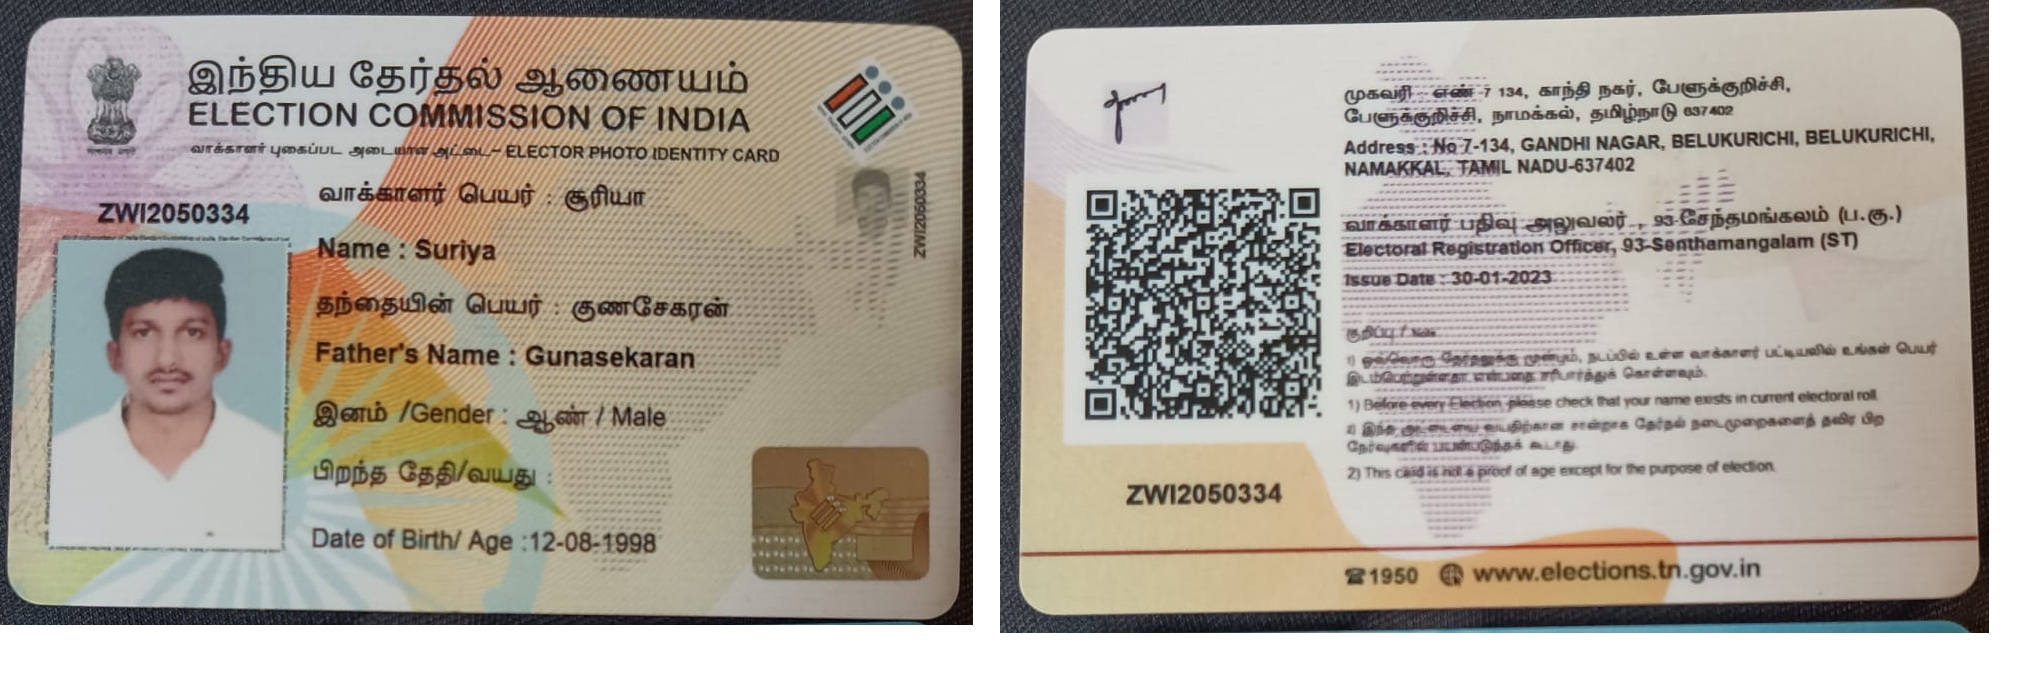 இந்திய தேர்தல் ஆணையம்
ELECTION COMMISSION OF INDIA
வாக்காளர் புகைப்பட அடையாள அட்டை – ELECTOR PHOTO IDENTITY CARD
ZWI2050334
வாக்காளர் பெயர் : சூரியா
Name : Suriya
தந்தையின் பெயர் : குணசேகரன்
Father's Name : Gunasekaran
இனம் /Gender : ஆண் / Male
பிறந்த தேதி/வயது :
Date of Birth/ Age :12-08-1998
ZWI2050334
முகவரி எண் 7 134, காந்தி நகர், பேளுக்குறிச்சி,
பேளுக்குறிச்சி, நாமக்கல், தமிழ்நாடு 637402
Address : No 7-134, GANDHI NAGAR, BELUKURICHI, BELUKURICHI,
NAMAKKAL, TAMIL NADU-637402
வாக்காளர் பதிவு அலுவலர் , 93-சேந்தமங்கலம் (ப.கு.)
Electoral Registration Officer, 93-Senthamangalam (ST)
Issue Date : 30-01-2023
குறிப்பு / Note
1) ஒவ்வொரு தேர்தலுக்கு முன்பும், நடப்பில் உள்ள வாக்காளர் பட்டியலில் உங்கள் பெயர்
இடம்பெற்றுள்ளதா என்பதை சரிபார்த்துக் கொள்ளவும்.
1) Before every Election please check that your name exists in current electoral roll.
2) இந்த அட்டையை வயதிற்கான சான்றாக தேர்தல் நடைமுறைகளைத் தவிர பிற
நேர்வுகளில் பயன்படுத்தக் கூடாது.
2) This card is not a proof of age except for the purpose of election.
ZWI2050334
1950 www.elections.tn.gov.in